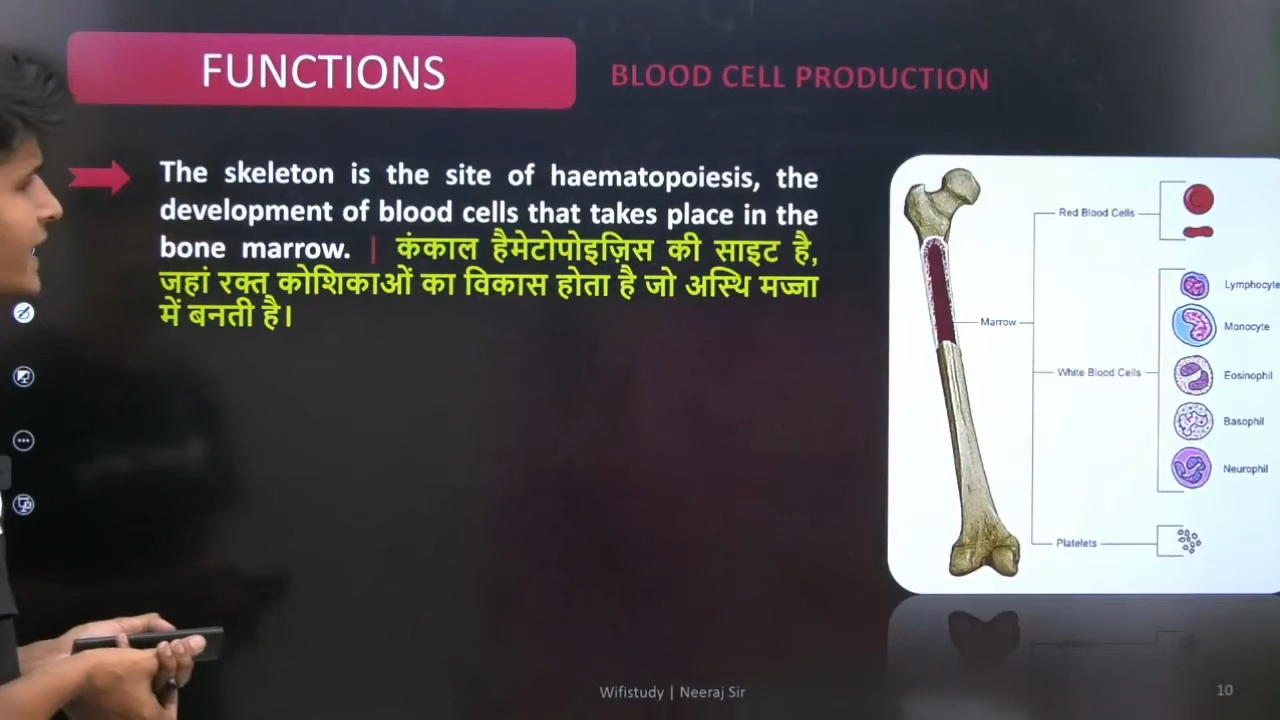 FUNCTIONS
BLOOD CELL PRODUCTION
The skeleton is the site of haematopoiesis, the
development of blood cells that takes place in the
bone marrow. | कंकाल हैमेटोपोइज़िस की साइट है,
जहां रक्त कोशिकाओं का विकास होता है जो अस्थि मज्जा
में बनती है।
Red Blood Cells
Lymphocyte
Marrow
Monocyte
White Blood Cells
Eosinophil
Basophil
Neurophil
Platelets
Wifistudy | Neeraj Sir
10